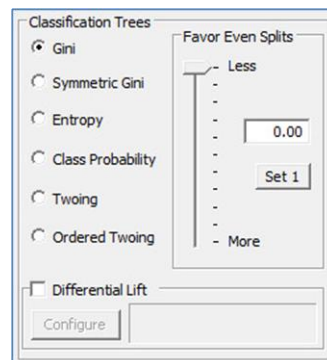 Classification Trees
Gini
Symmetric Gini
Entropy
Class Probability
Twoing
Ordered Twoing
Favor Even Splits
Less
0.00
Set 1
More
Differential Lift
Configure